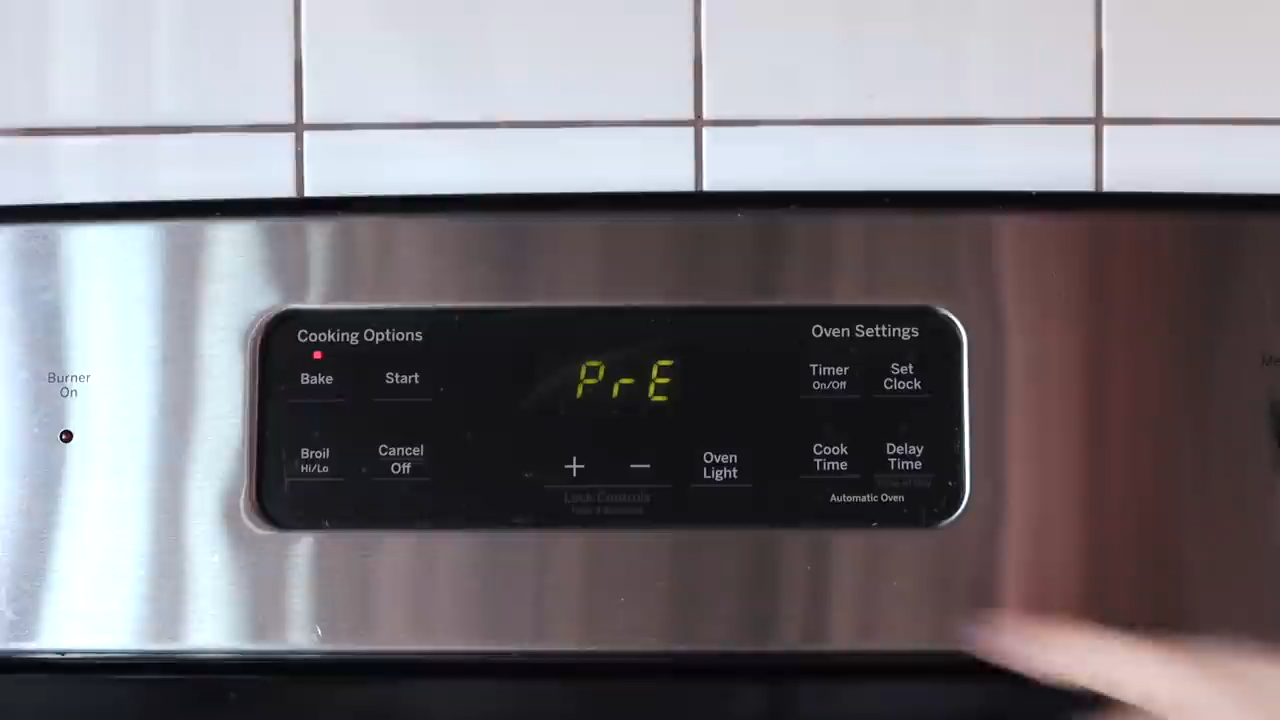 Cooking Options
Oven Settings
Bake
Start
PrE
Timer
On/Off
Set
Clock
Burner
On
Broil
Hi/Lo
Cancel
Off
+ −
Oven
Light
Cook
Time
Delay
Time
Lock Controls
Automatic Oven